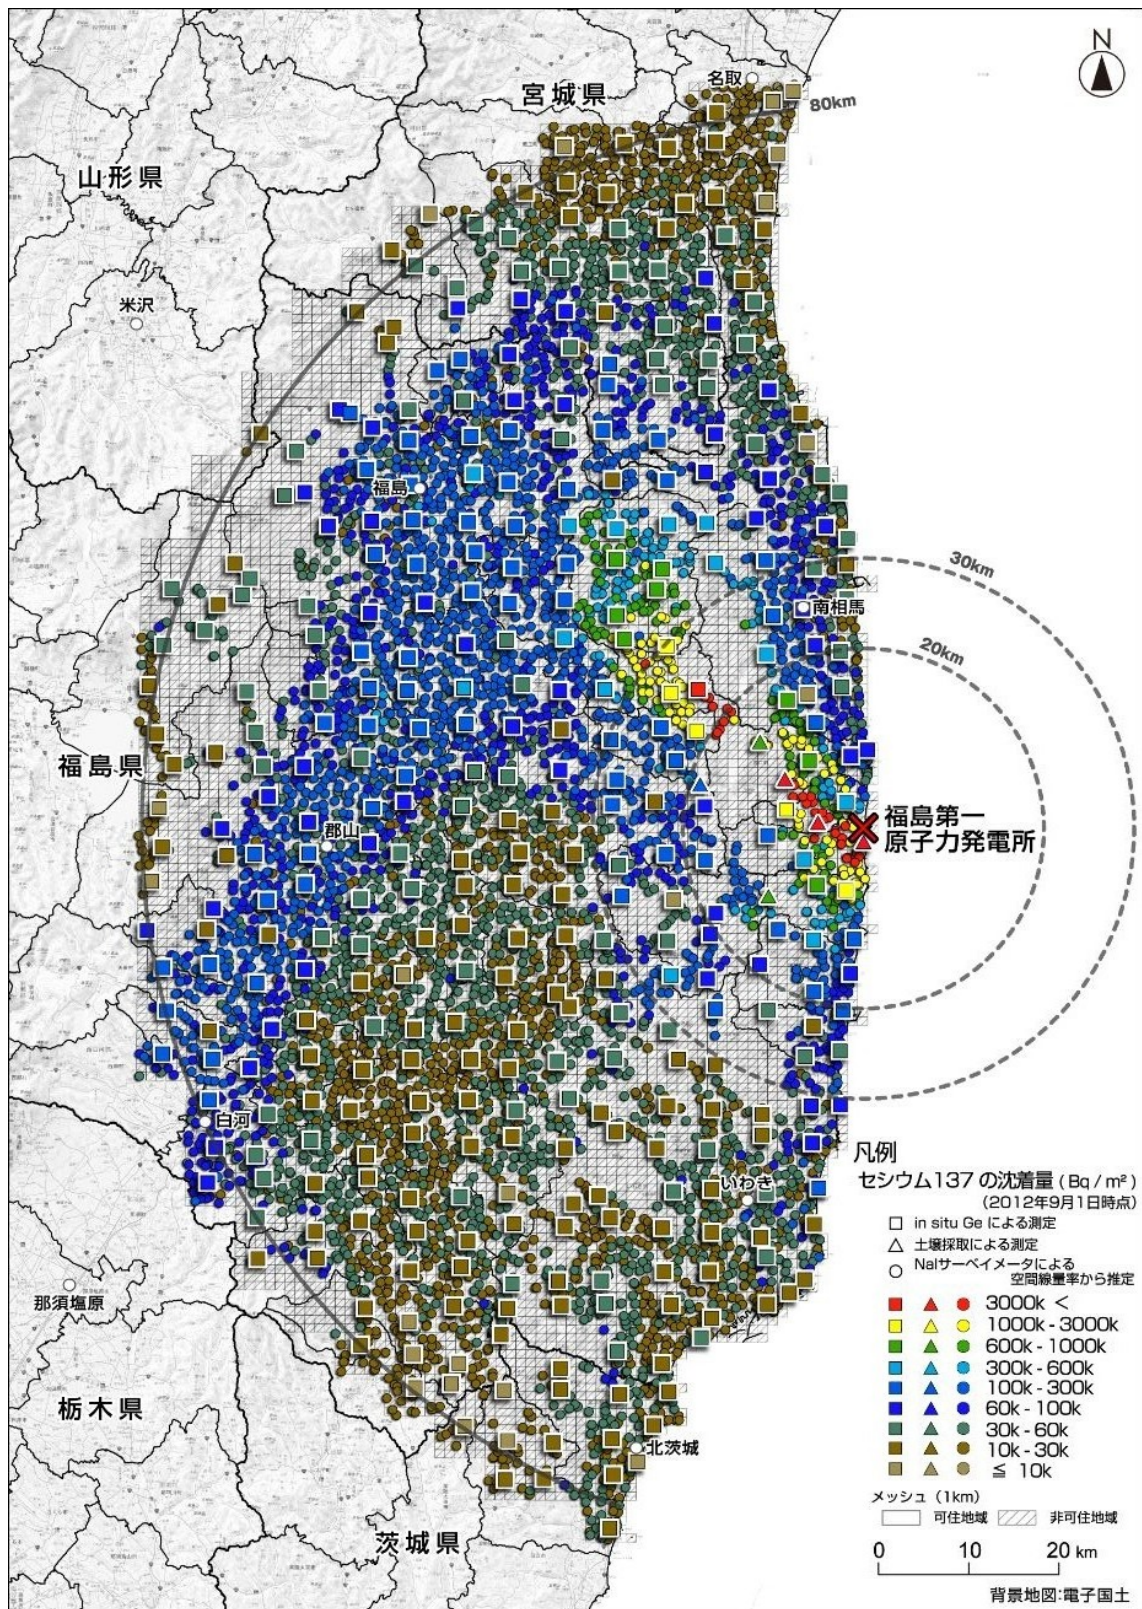 N
名取
宮城県
80km
山形県
米沢
福島
30km
南相馬
20km
福島県
福島第一
原子力発電所
郡山
白河
凡例
セシウム137の沈着量 (Bq / m²)
(2012年9月1日時点)
in situ Ge による測定
土壌採取による測定
いわき
NaIサーベイメータによる
空間線量率から推定
那須塩原
3000k <
1000k - 3000k
600k - 1000k
300k - 600k
100k - 300k
60k - 100k
30k - 60k
10k - 30k
≦ 10k
栃木県
北茨城
メッシュ (1km)
可住地域 非可住地域
茨城県
0 10 20 km
背景地図:電子国土